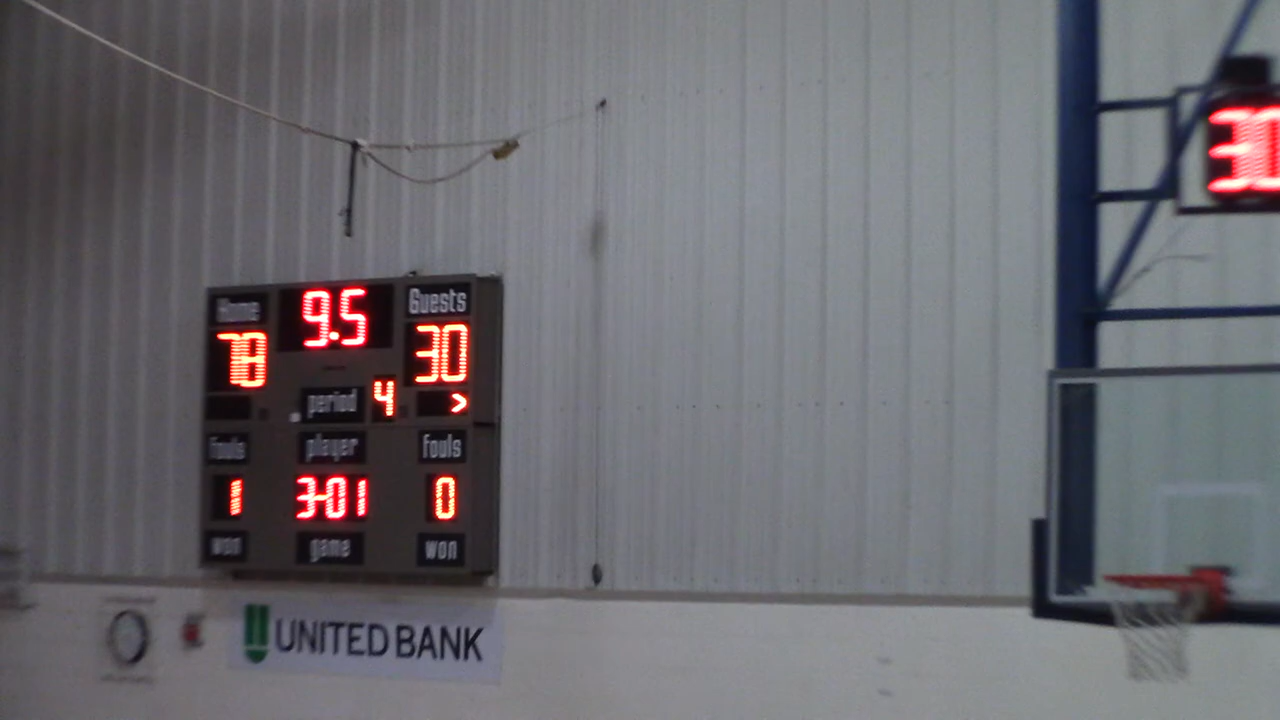 Home 9.5 Guests
78 30
period 4 >
fouls player fouls
1 3-01 0
won game won
UNITED BANK
30